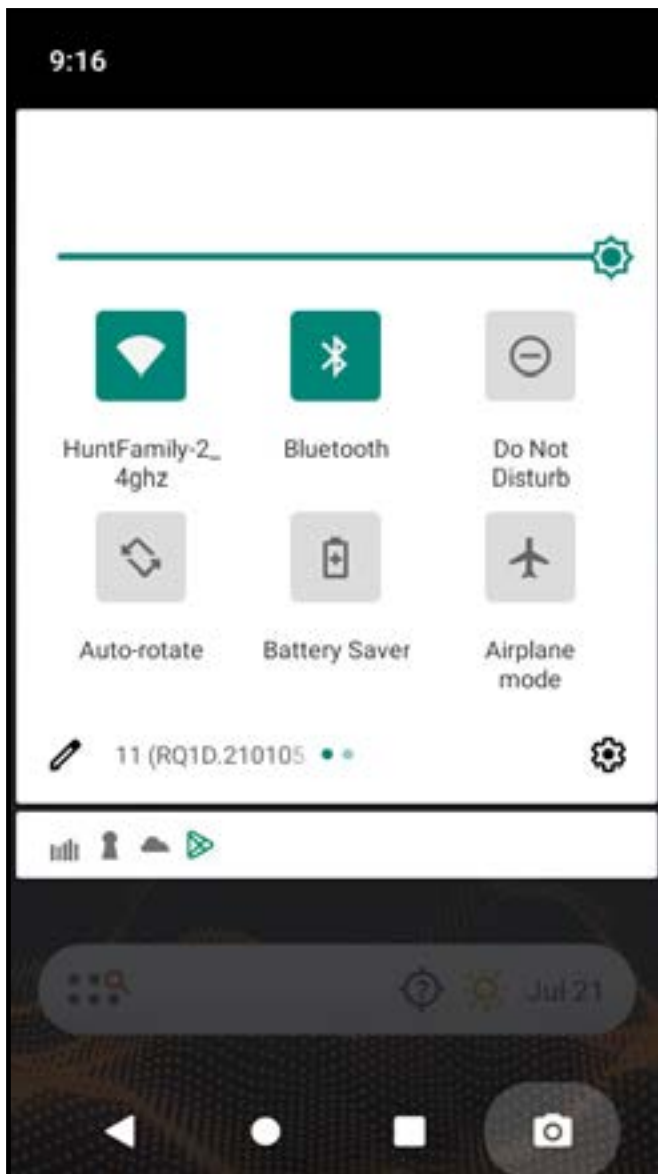 9:16
HuntFamily-2_
4ghz
Bluetooth
Do Not
Disturb
Auto-rotate
Battery Saver
Airplane
mode
11 (RQ1D.210105
Jul 21